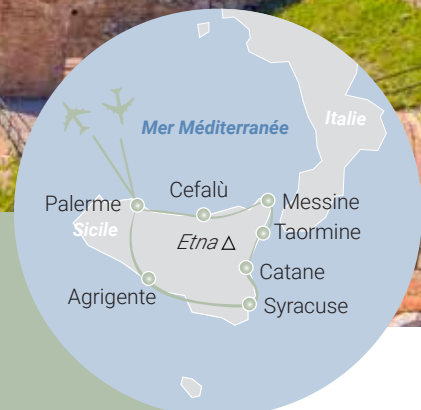 Mer Méditerranée
Italie
Palerme
Cefalù
Messine
Sicile
Etna
Taormine
Catane
Agrigente
Syracuse